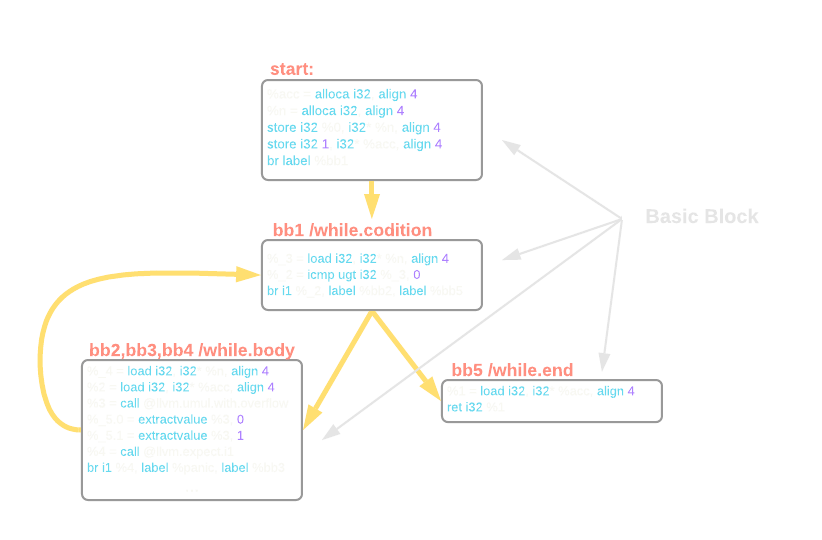 start:
%acc = alloca i32, align 4
%n = alloca i32, align 4
store i32 %0, i32* %n, align 4
store i32 1, i32* %acc, align 4
br label %bb1
Basic Block
bb1 /while.codition
%_3 = load i32, i32* %n, align 4
%_2 = icmp ugt i32 %_3, 0
br i1 %_2, label %bb2, label %bb5
bb2,bb3,bb4 /while.body
load i32, i32* %n, align 4
%2 = load i32, i32* %acc, align 4
%3 = call @llvm.umul.with.overflow
%_5.0 = extractvalue %3, 0
%_5.1 = extractvalue %3, 1
%4 = call @llvm.expect.i1
br i1 %4, label %panic, label %bb3
...
bb5 /while.end
%1 = load i32, i32* %acc, align 4
ret i32 %1